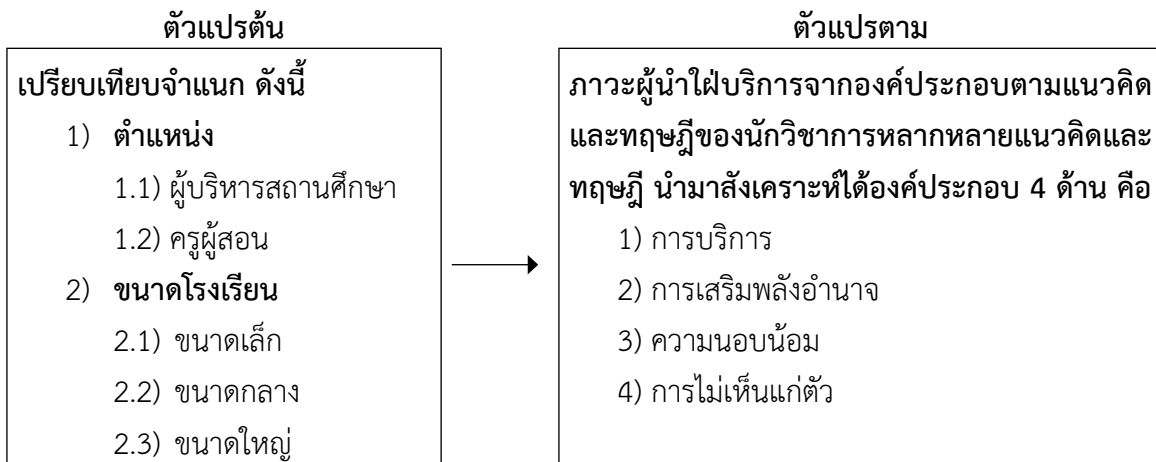 ตัวแปรต้น
เปรียบเทียบจำแนก ดังนี้
1) ตำแหน่ง
1.1) ผู้บริหารสถานศึกษา
1.2) ครูผู้สอน
2) ขนาดโรงเรียน
2.1) ขนาดเล็ก
2.2) ขนาดกลาง
2.3) ขนาดใหญ่
ตัวแปรตาม
ภาวะผู้นำใฝ่บริการจากองค์ประกอบตามแนวคิด
และทฤษฎีของนักวิชาการหลากหลายแนวคิดและ
ทฤษฎี นำมาสังเคราะห์ได้องค์ประกอบ 4 ด้าน คือ
1) การบริการ
2) การเสริมพลังอำนาจ
3) ความนอบน้อม
4) การไม่เห็นแก่ตัว